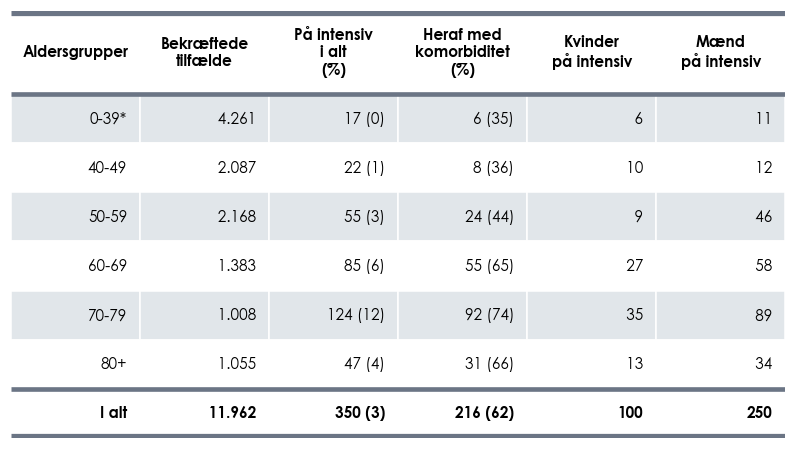 Aldersgrupper Bekræftede tilfælde På intensiv i alt (%) Heraf med komorbiditet (%) Kvinder på intensiv Mænd på intensiv
0-39* 4.261 17 (0) 6 (35) 6 11
40-49 2.087 22 (1) 8 (36) 10 12
50-59 2.168 55 (3) 24 (44) 9 46
60-69 1.383 85 (6) 55 (65) 27 58
70-79 1.008 124 (12) 92 (74) 35 89
80+ 1.055 47 (4) 31 (66) 13 34
I alt 11.962 350 (3) 216 (62) 100 250